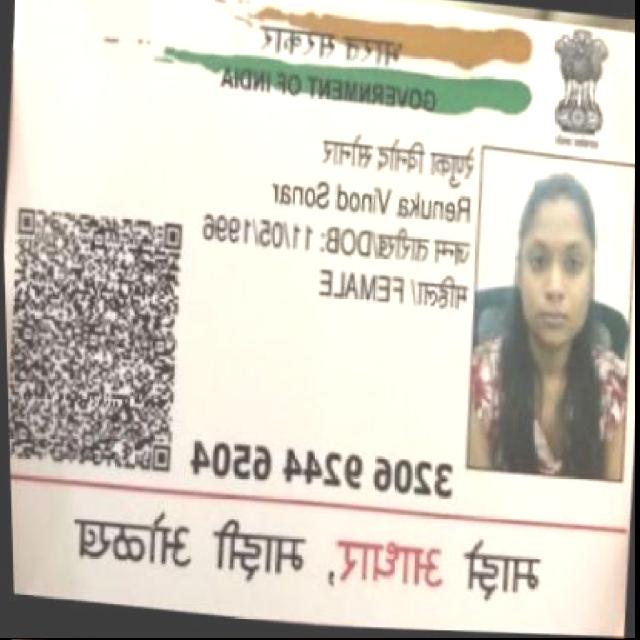 भारत सरकार
GOVERNMENT OF INDIA
रेणुका विनोद सोनार
Renuka Vinod Sonar
जन्म तारीख/DOB: 11/05/1996
महिला/ FEMALE
3206 9244 6504
माझे आधार, माझी ओळख